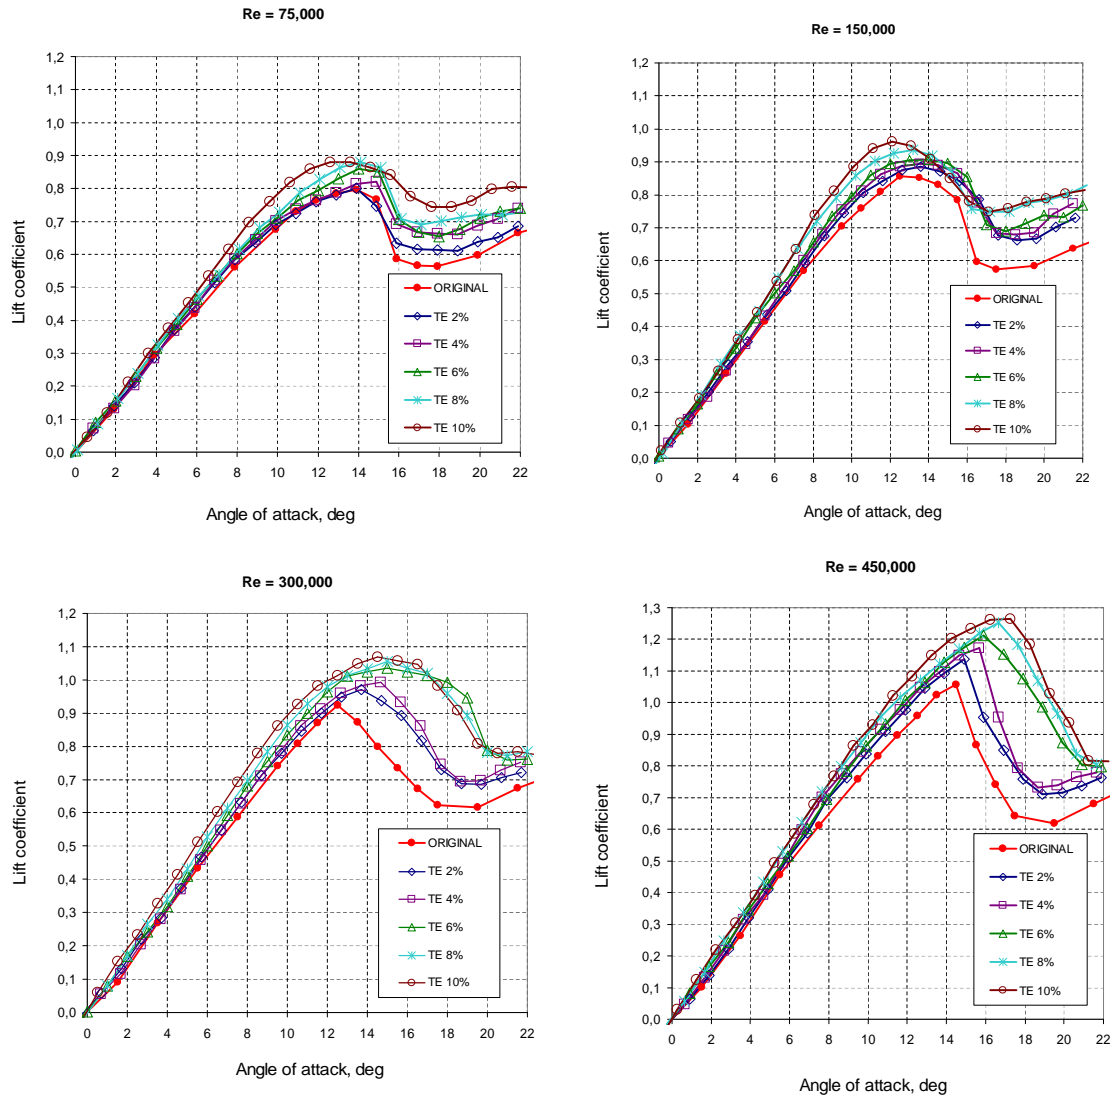 Re = 75,000
1,2
1,1
1,0
0,9
0,8
0,7
0,6
0,5
0,4
0,3
0,2
0,1
0,0
Lift coefficient
0 2 4 6 8 10 12 14 16 18 20 22
Angle of attack, deg
ORIGINAL
TE 2%
TE 4%
TE 6%
TE 8%
TE 10%
Re = 150,000
1,2
1,1
1,0
0,9
0,8
0,7
0,6
0,5
0,4
0,3
0,2
0,1
0,0
Lift coefficient
0 2 4 6 8 10 12 14 16 18 20 22
Angle of attack, deg
ORIGINAL
TE 2%
TE 4%
TE 6%
TE 8%
TE 10%
Re = 300,000
1,2
1,1
1,0
0,9
0,8
0,7
0,6
0,5
0,4
0,3
0,2
0,1
0,0
Lift coefficient
0 2 4 6 8 10 12 14 16 18 20 22
Angle of attack, deg
ORIGINAL
TE 2%
TE 4%
TE 6%
TE 8%
TE 10%
Re = 450,000
1,3
1,2
1,1
1,0
0,9
0,8
0,7
0,6
0,5
0,4
0,3
0,2
0,1
0,0
Lift coefficient
0 2 4 6 8 10 12 14 16 18 20 22
Angle of attack, deg
ORIGINAL
TE 2%
TE 4%
TE 6%
TE 8%
TE 10%